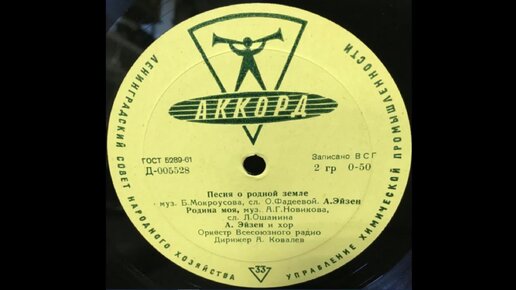 ЛЕНИНГРАДСКИЙ СОВЕТ НАРОДНОГО ХОЗЯЙСТВА
УПРАВЛЕНИЕ ХИМИЧЕСКОЙ ПРОМЫШЛЕННОСТИ
АККОРД
ГОСТ 5289-61
Д-005528
Записано ВСГ
2 гр 0-50
Песня о родной земле
муз. Б.Мокроусова, сл. О.Фадеевой. А.Эйзен
Родина моя, муз. А.Г.Новикова,
сл. Л.Ошанина
А. Эйзен и хор
Оркестр Всесоюзного радио
Дирижер А. Ковалев
33